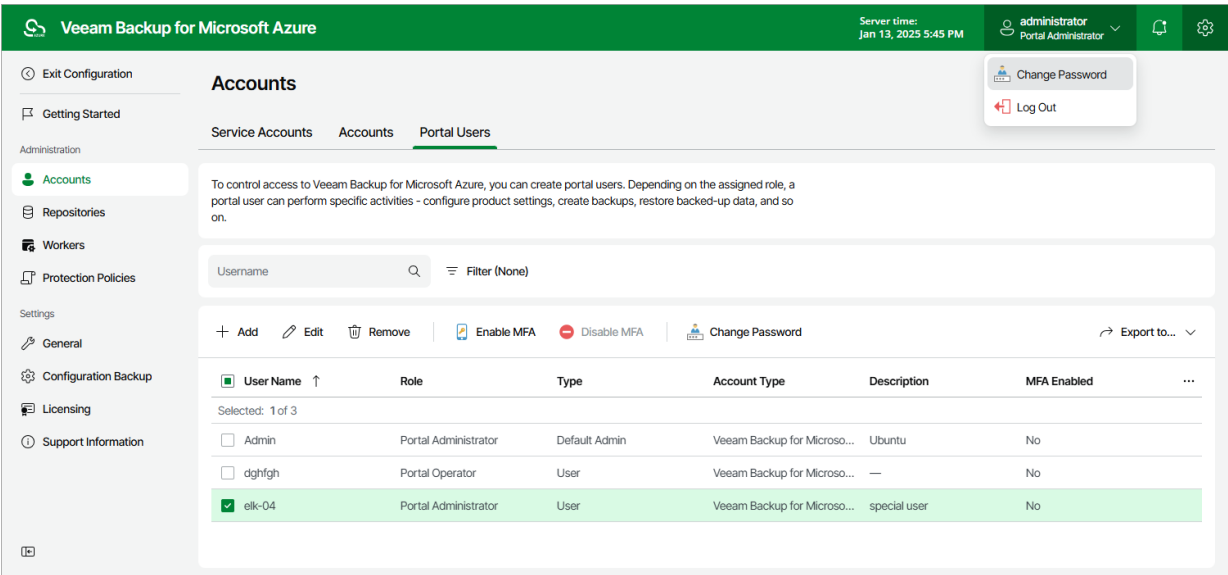 Veeam Backup for Microsoft Azure
Server time:
Jan 13, 2025 5:45 PM
administrator
Portal Administrator
Change Password
Log Out
Exit Configuration
Getting Started
Administration
Accounts
Repositories
Workers
Protection Policies
Settings
General
Configuration Backup
Licensing
Support Information
Accounts
Service Accounts Accounts Portal Users
To control access to Veeam Backup for Microsoft Azure, you can create portal users. Depending on the assigned role, a
portal user can perform specific activities - configure product settings, create backups, restore backed-up data, and so
on.
Username Filter (None)
Add Edit Remove Enable MFA Disable MFA Change Password Export to...
User Name Role Type Account Type Description MFA Enabled ...
Selected: 1 of 3
Admin Portal Administrator Default Admin Veeam Backup for Microso... Ubuntu No
dghfgh Portal Operator User Veeam Backup for Microso... — No
elk-04 Portal Administrator User Veeam Backup for Microso... special user No